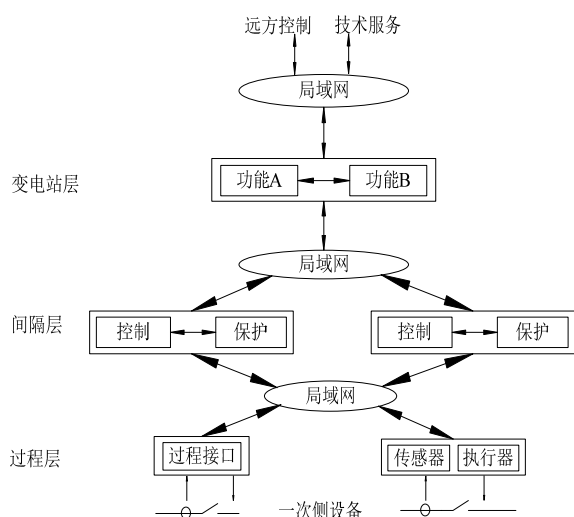 远方控制 技术服务
局域网
变电站层 功能A 功能B
局域网
间隔层 控制 保护 控制 保护
局域网
过程层 过程接口 传感器 执行器
一次侧设备